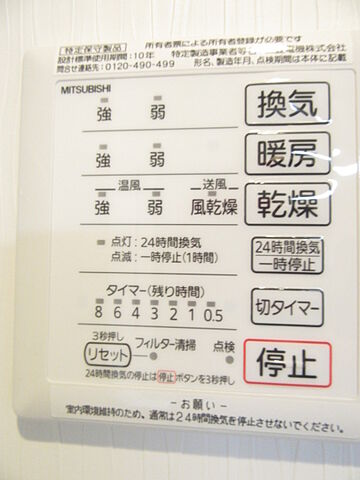 特定保守製品 所有者票による所有者登録が必要です
設計標準使用期間:10年 特定製造事業者等 電機株式会社
問合せ連絡先:0120-490-499 形名、製造年月、点検期間は本体に記載
MITSUBISHI
強 弱 換気
強 弱 暖房
温風 送風
強 弱 風乾燥 乾燥
点灯:24時間換気
点滅:一時停止(1時間)
24時間換気
一時停止
タイマー(残り時間)
8 6 4 3 2 1 0.5
切タイマー
3秒押し
リセット フィルター清掃 点検
停止
24時間換気の停止は停止ボタンを3秒押し
-お願い-
室内環境維持のため、通常は24時間換気を停止させないでください。